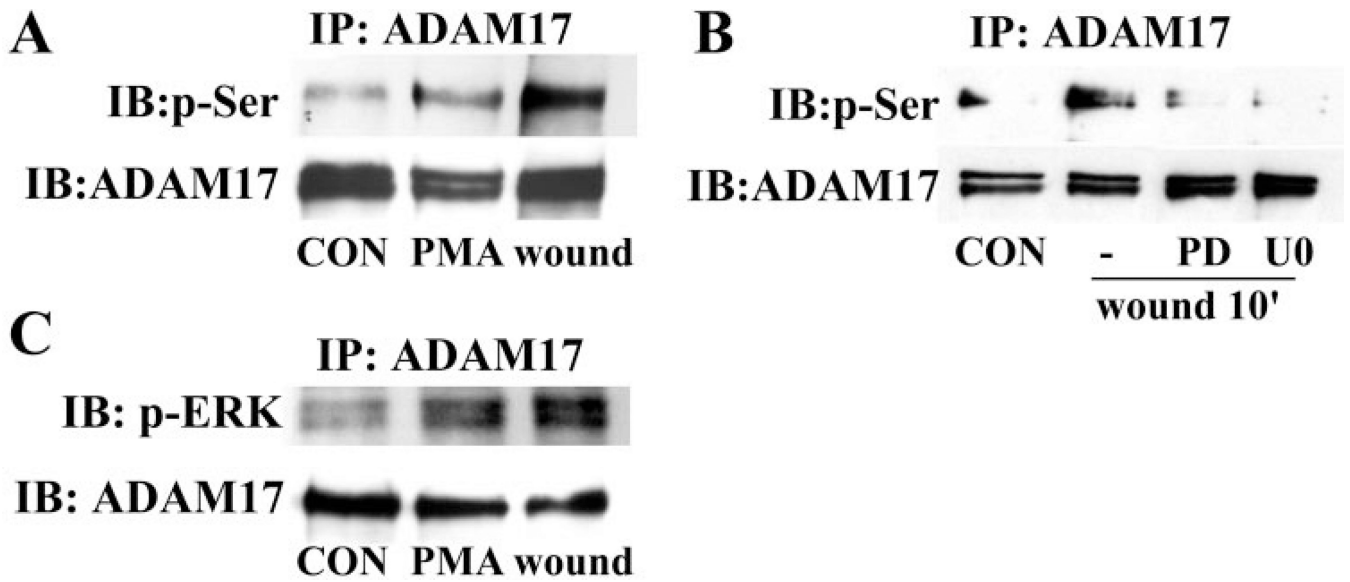 A
IP: ADAM17
IB:p-Ser
IB:ADAM17
CON PMA wound
B
IP: ADAM17
IB:p-Ser
IB:ADAM17
CON - PD U0
wound 10'
C
IP: ADAM17
IB: p-ERK
IB: ADAM17
CON PMA wound